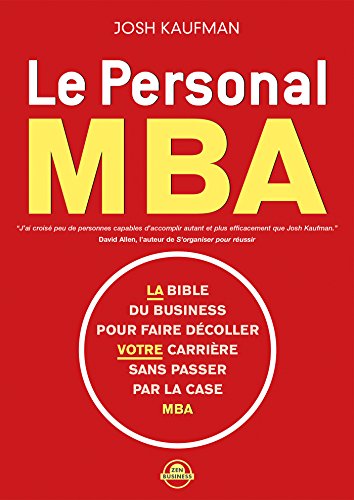 JOSH KAUFMAN
Le Personal
MBA
“J’ai croisé peu de personnes capables d’accomplir autant et plus efficacement que Josh Kaufman.”
David Allen, l’auteur de S’organiser pour réussir
LA BIBLE
DU BUSINESS
POUR FAIRE DÉCOLLER
VOTRE CARRIÈRE
SANS PASSER
PAR LA CASE
MBA
ZEN
BUSINESS